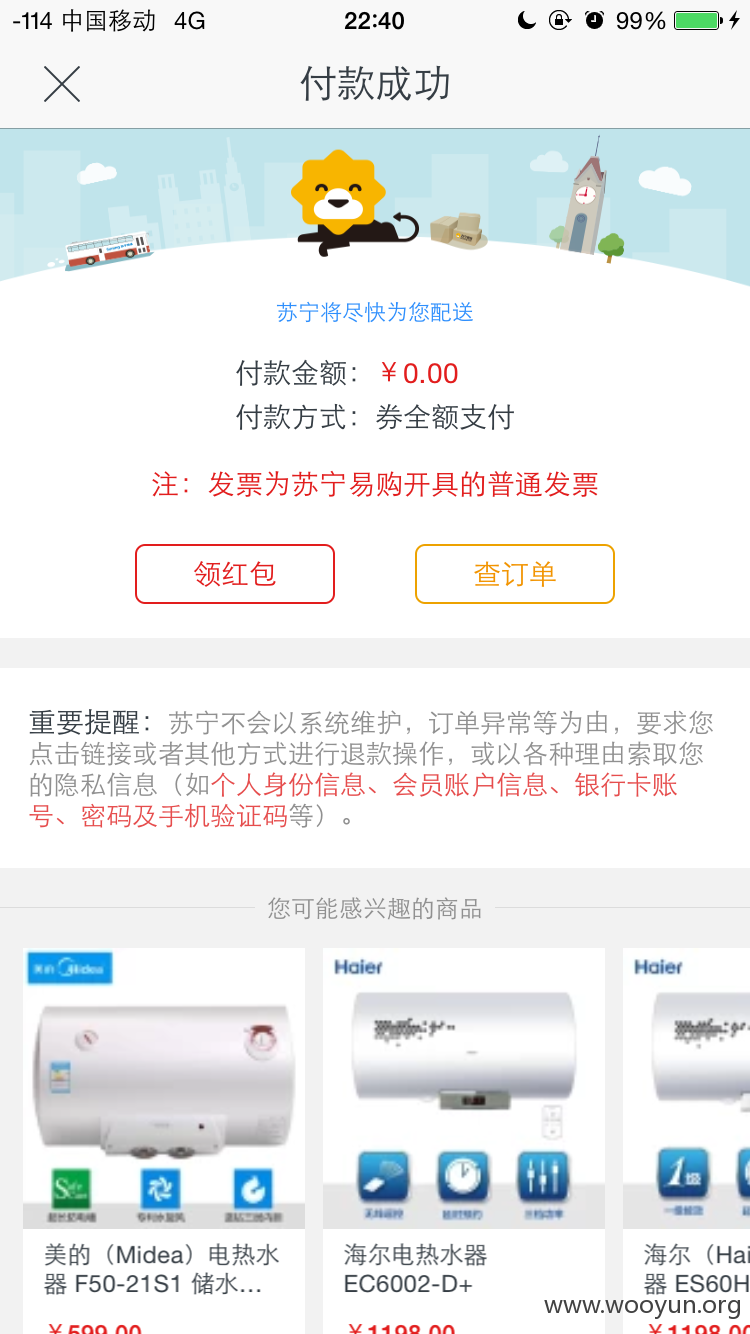 -114 中国移动 4G 22:40 99%
付款成功
苏宁将尽快为您配送
付款金额：￥0.00
付款方式：券全额支付
注：发票为苏宁易购开具的普通发票
领红包 查订单
重要提醒：苏宁不会以系统维护，订单异常等为由，要求您
点击链接或者其他方式进行退款操作，或以各种理由索取您
的隐私信息（如个人身份信息、会员账户信息、银行卡账
号、密码及手机验证码等）。
您可能感兴趣的商品
美的 Midea
Haier
Haier
1级
美的（Midea）电热水
器 F50-21S1 储水...
￥599.00
海尔电热水器
EC6002-D+
￥1198.00
海尔（Hai
器 ES60H
￥1198.00
www.wooyun.org